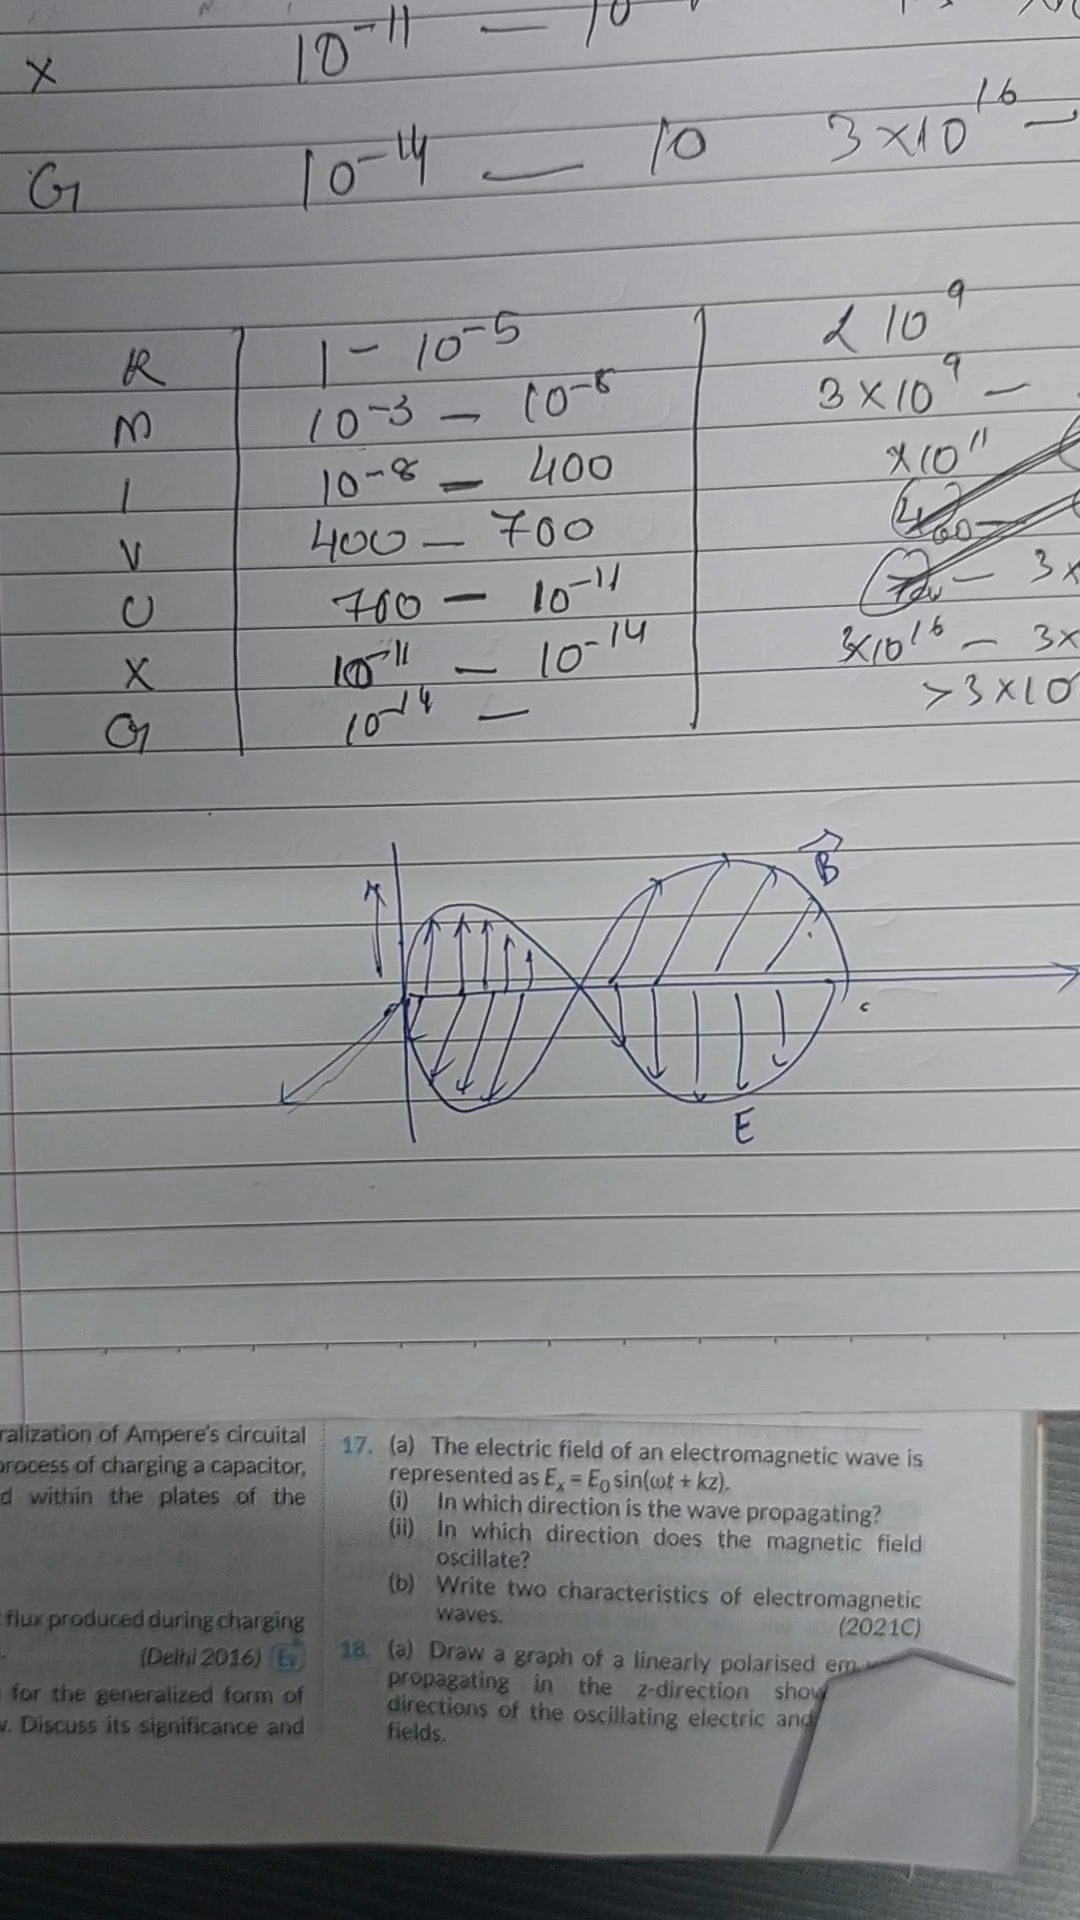 x 10⁻¹¹ — 10
G 10⁻¹⁴ — 10 3×10¹⁶ —
R 1 – 10⁻⁵ < 10⁹
M 10⁻³ – 10⁻⁸ 3×10⁹ –
I 10⁻⁸ – 400 ×10¹¹
V 400 – 700
U 700 – 10⁻¹¹ – 3×
X 10⁻¹¹ – 10⁻¹⁴ 3×10¹⁶ – 3×
G 10⁻¹⁴ – >3×10
B
E
ralization of Ampere's circuital
process of charging a capacitor,
d within the plates of the
flux produced during charging
(Delhi 2016) Ev
for the generalized form of
. Discuss its significance and
17. (a) The electric field of an electromagnetic wave is
represented as Eₓ = E₀ sin(ωt + kz).
(i) In which direction is the wave propagating?
(ii) In which direction does the magnetic field
oscillate?
(b) Write two characteristics of electromagnetic
waves. (2021C)
18. (a) Draw a graph of a linearly polarised em
propagating in the z-direction show
directions of the oscillating electric and
fields.